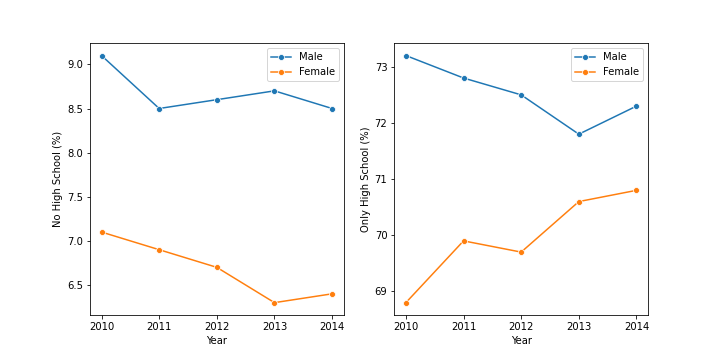 Male
Female
9.0
8.5
8.0
7.5
7.0
6.5
No High School (%)
2010 2011 2012 2013 2014
Year
Male
Female
73
72
71
70
69
Only High School (%)
2010 2011 2012 2013 2014
Year